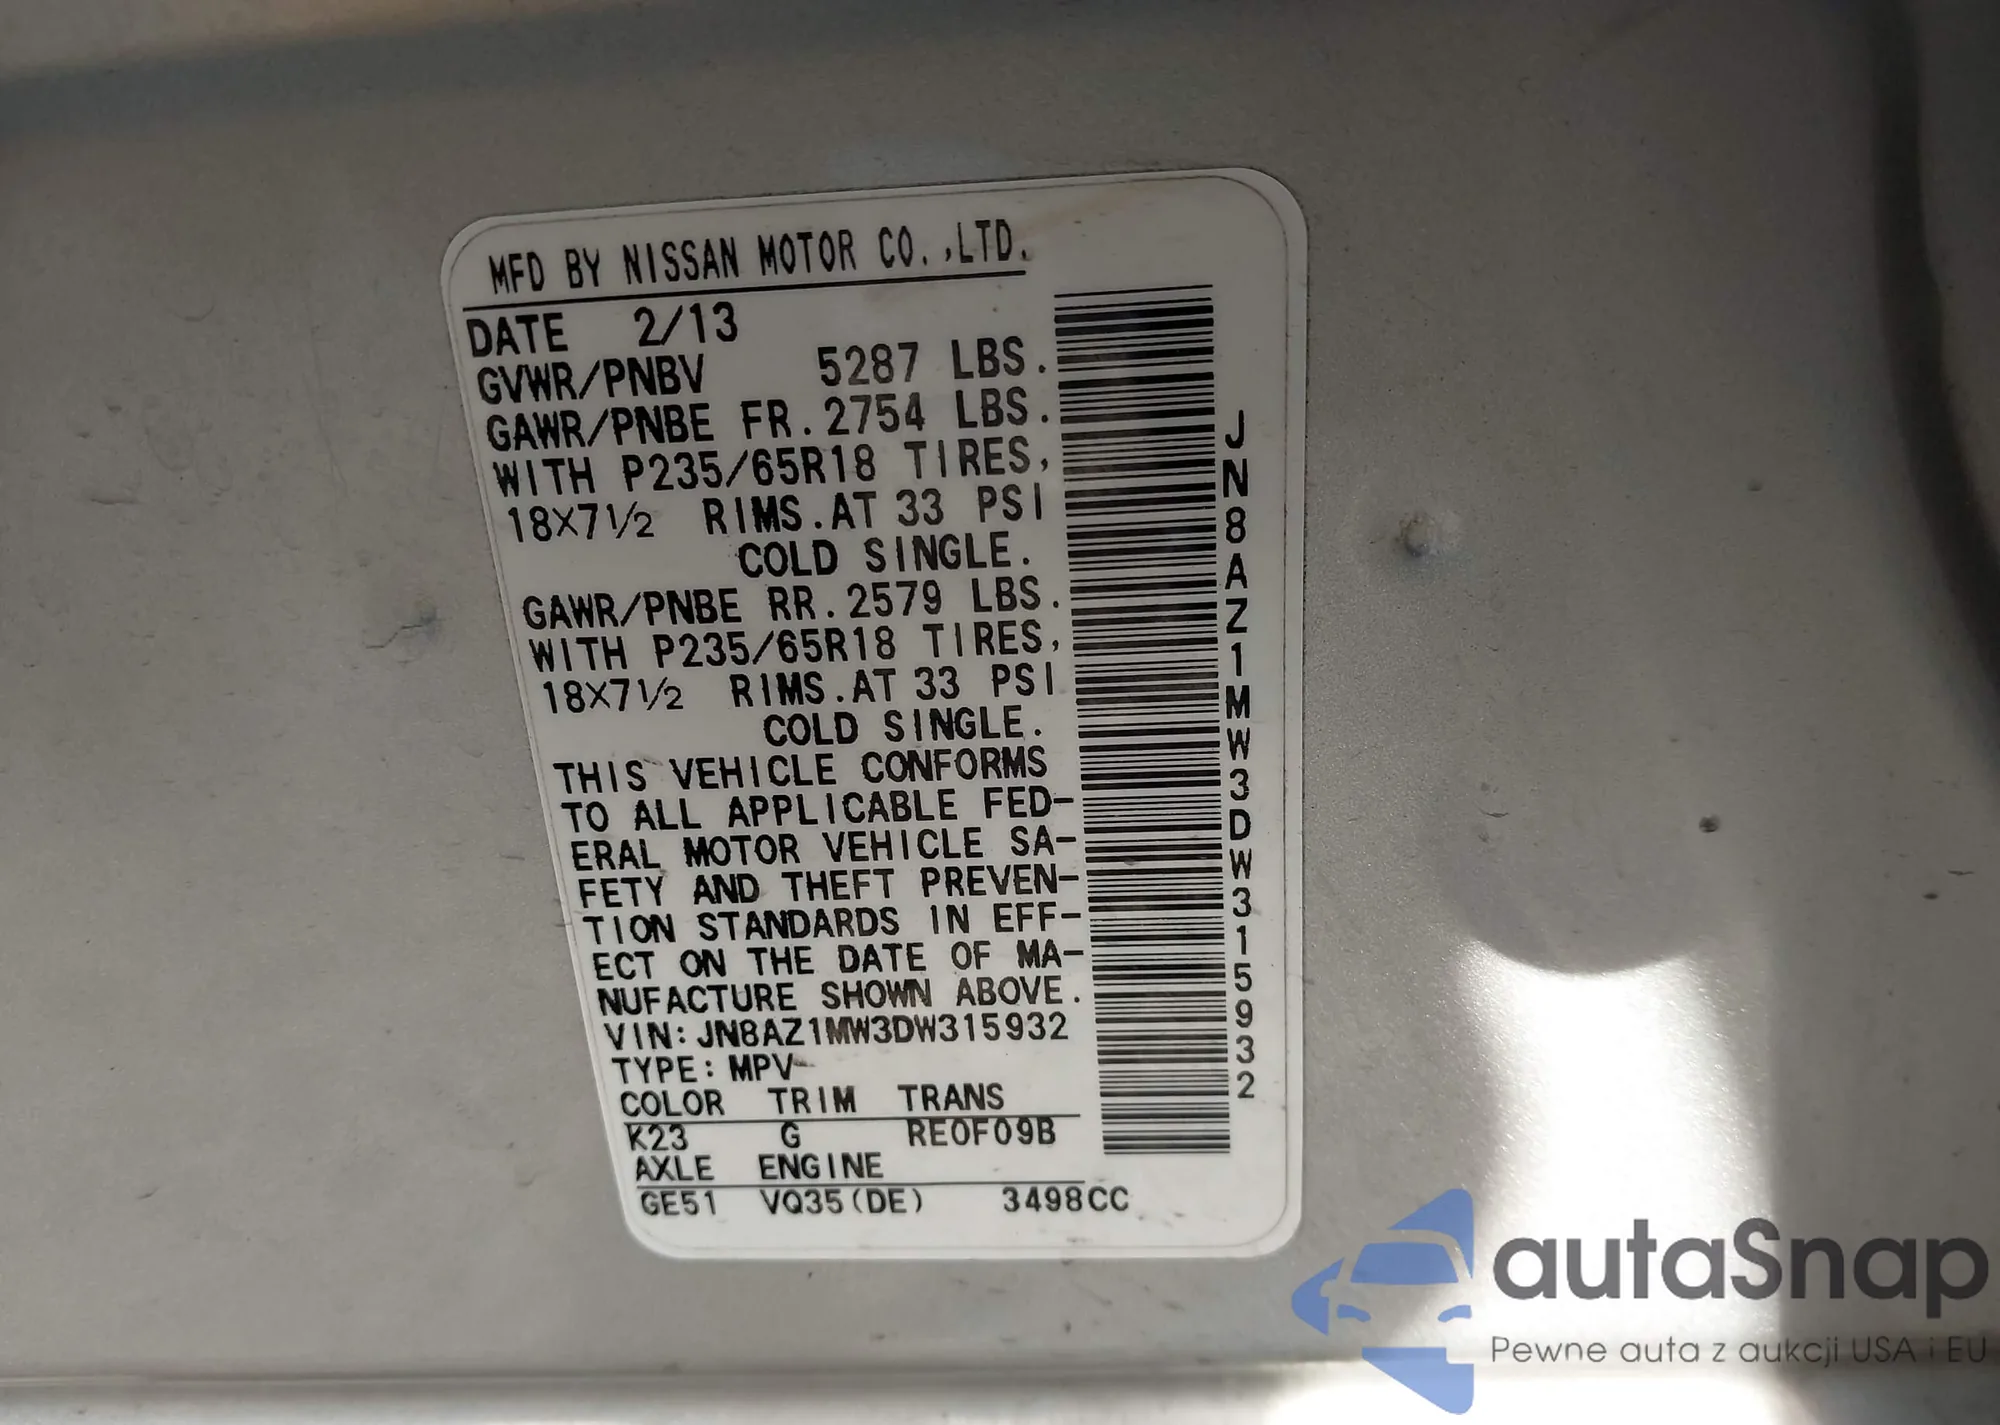 MFD BY NISSAN MOTOR CO.,LTD.
DATE 2/13
GVWR/PNBV 5287 LBS.
GAWR/PNBE FR.2754 LBS.
WITH P235/65R18 TIRES,
18X7½ RIMS.AT 33 PSI
COLD SINGLE.
GAWR/PNBE RR.2579 LBS.
WITH P235/65R18 TIRES,
18X7½ RIMS.AT 33 PSI
COLD SINGLE.
THIS VEHICLE CONFORMS
TO ALL APPLICABLE FED-
ERAL MOTOR VEHICLE SA-
FETY AND THEFT PREVEN-
TION STANDARDS IN EFF-
ECT ON THE DATE OF MA-
NUFACTURE SHOWN ABOVE.
VIN:JN8AZ1MW3DW315932
TYPE:MPV
COLOR TRIM TRANS
K23 G RE0F09B
AXLE ENGINE
GE51 VQ35(DE) 3498CC
JN8AZ1MW3DW315932
autaSnap
Pewne auta z aukcji USA i EU